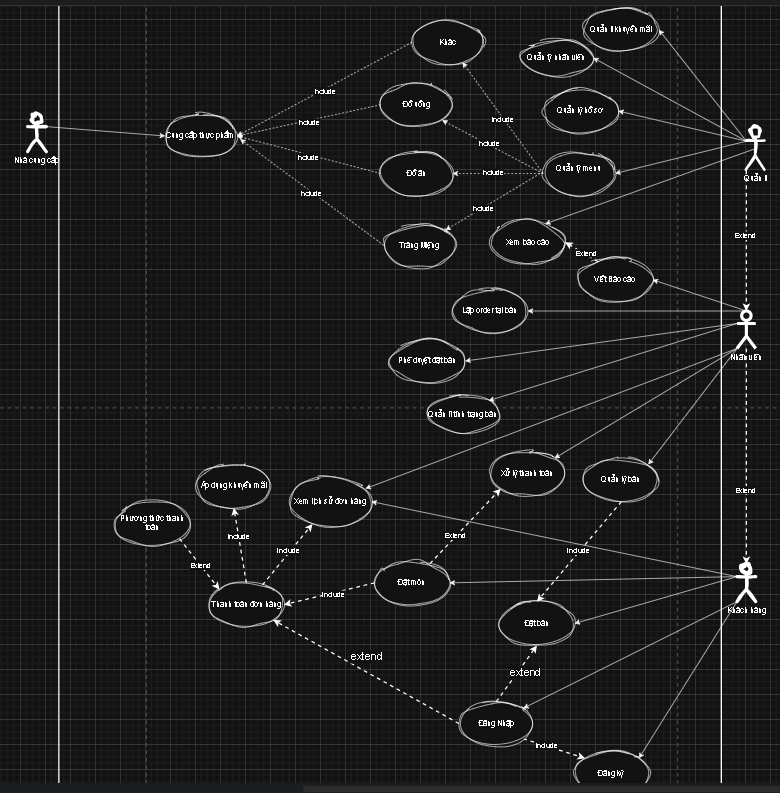 Khác
Quản lí khuyến mãi
Quản lý nhân viên
Include
Đồ uống
Quản lý hồ sơ
Include
Include
Cung cấp thực phẩm
Include
Nhà cung cấp
Include
Đồ ăn
Include
Quản lý menu
Quản lí
Include
Include
Tráng Miệng
Xem báo cáo
Extend
Extend
Viết Báo cáo
Lập order tại bàn
Nhân viên
Phê duyệt đặt bàn
Quản lí tình trạng bàn
Xử lý thanh toán
Quản lý bàn
Áp dụng khuyến mãi
Xem lịch sử đơn hàng
Extend
Phương thức thanh
toán
Include
Extend
Include
Include
Extend
Đặt món
Include
Thanh toán đơn hàng
Khách hàng
Đặt bàn
extend
extend
Đăng Nhập
Include
Đăng ký